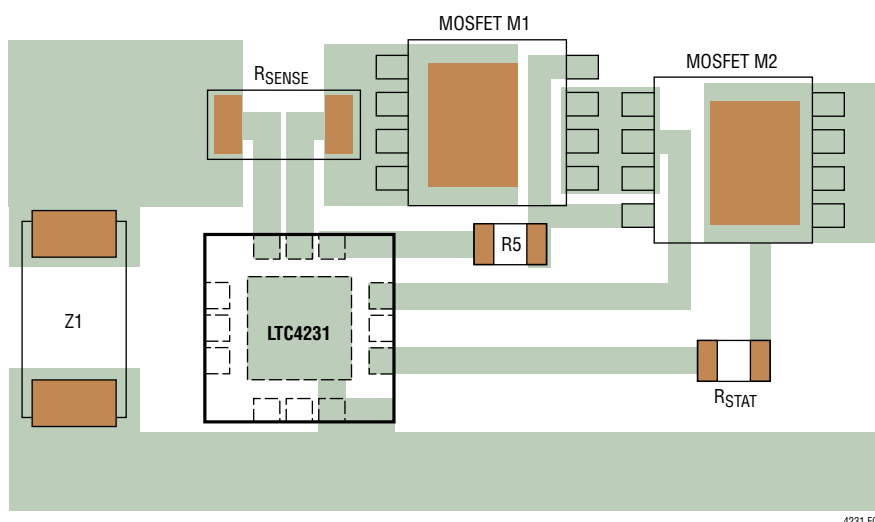 MOSFET M1
RSENSE
MOSFET M2
R5
Z1
LTC4231
RSTAT